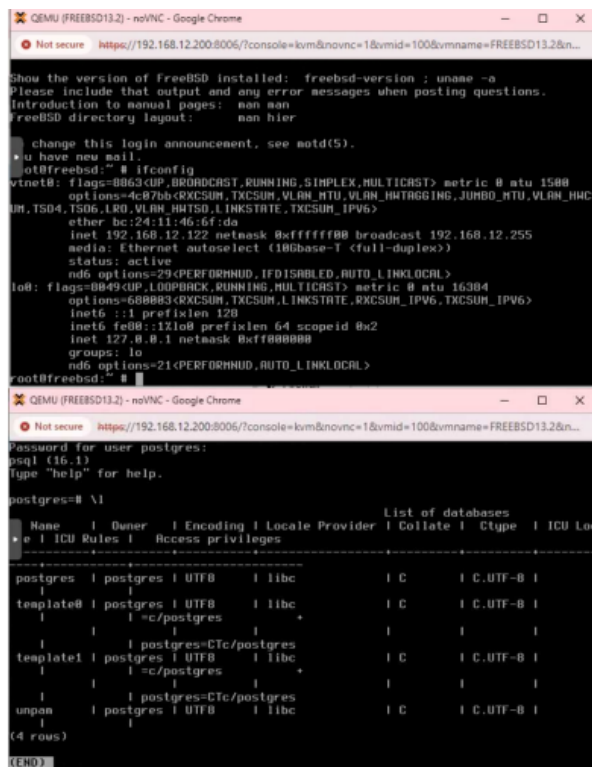 QEMU (FREEBSD13.2) - noVNC - Google Chrome
Not secure https://192.168.12.200:8006/?console=kvm&novnc=1&vmid=100&vmname=FREEBSD13.2&n...
Show the version of FreeBSD installed: freebsd-version ; uname -a
Please include that output and any error messages when posting questions.
Introduction to manual pages: man man
FreeBSD directory layout: man hier
change this login announcement, see motd(5).
u have new mail.
oot@freebsd:~ # ifconfig
vtnet0: flags=8863<UP,BROADCAST,RUNNING,SIMPLEX,MULTICAST> metric 0 mtu 1500
options=4c07bb<RXCSUM,TXCSUM,VLAN_MTU,VLAN_HWTAGGING,JUMBO_MTU,VLAN_HWC
UM,TSO4,TSO6,LRO,VLAN_HWTSO,LINKSTATE,TXCSUM_IPV6>
ether bc:24:11:46:6f:da
inet 192.168.12.122 netmask 0xffffff00 broadcast 192.168.12.255
media: Ethernet autoselect (10Gbase-T <full-duplex>)
status: active
nd6 options=29<PERFORMNUD,IFDISABLED,AUTO_LINKLOCAL>
lo0: flags=8049<UP,LOOPBACK,RUNNING,MULTICAST> metric 0 mtu 16384
options=680003<RXCSUM,TXCSUM,LINKSTATE,RXCSUM_IPV6,TXCSUM_IPV6>
inet6 ::1 prefixlen 128
inet6 fe80::1%lo0 prefixlen 64 scopeid 0x2
inet 127.0.0.1 netmask 0xff000000
groups: lo
nd6 options=21<PERFORMNUD,AUTO_LINKLOCAL>
root@freebsd:~ #
QEMU (FREEBSD13.2) - noVNC - Google Chrome
Not secure https://192.168.12.200:8006/?console=kvm&novnc=1&vmid=100&vmname=FREEBSD13.2&n...
Password for user postgres:
psql (16.1)
Type "help" for help.
postgres=# \l
List of databases
Name | Owner | Encoding | Locale Provider | Collate | Ctype | ICU Loc
e | ICU Rules | Access privileges
postgres | postgres | UTF8 | libc | C | C.UTF-8 |
| |
template0 | postgres | UTF8 | libc | C | C.UTF-8 |
| | =c/postgres +
| | | | | |
| | postgres=CTc/postgres
template1 | postgres | UTF8 | libc | C | C.UTF-8 |
| | =c/postgres +
| | | | | |
| | postgres=CTc/postgres
unpan | postgres | UTF8 | libc | C | C.UTF-8 |
| |
(4 rows)
(END)